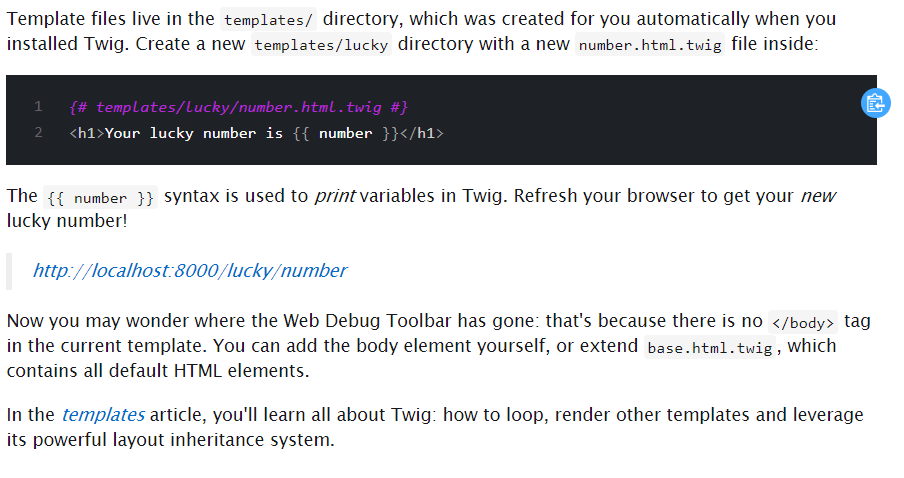 Template files live in the templates/ directory, which was created for you automatically when you
installed Twig. Create a new templates/lucky directory with a new number.html.twig file inside:
1 {# templates/lucky/number.html.twig #}
2 <h1>Your lucky number is {{ number }}</h1>
The {{ number }} syntax is used to print variables in Twig. Refresh your browser to get your new
lucky number!
http://localhost:8000/lucky/number
Now you may wonder where the Web Debug Toolbar has gone: that's because there is no </body> tag
in the current template. You can add the body element yourself, or extend base.html.twig, which
contains all default HTML elements.
In the templates article, you'll learn all about Twig: how to loop, render other templates and leverage
its powerful layout inheritance system.